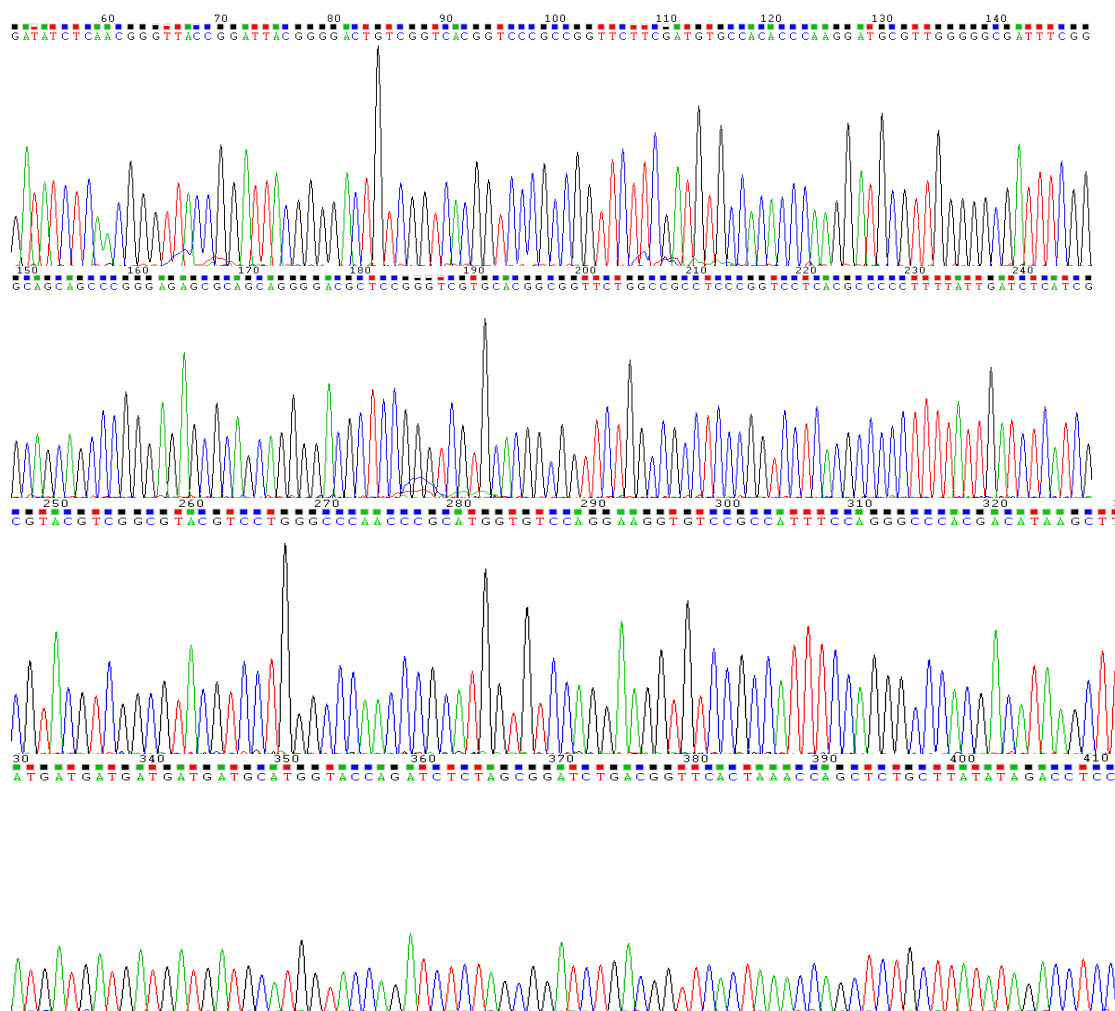 60 70 80 90 100 110 120 130 140
GATATCTCAACGGGTTACCGGATTACGGGGACTGTCGGTCACGGTCCCGCCGGTTCTTCGATGTGCCACACCCAAGGATGCGTTGGGGGCGATTTCGG
150 160 170 180 190 200 210 220 230 240
GCAGCAGCCCGGGAGAGCGCAGCAGGGGACGCTCCGGGTCGTGCACGGCGGTTCTGGCCGCCTCCCGGTCCTCACGCCCCCTTTTATTGATCTCATCG
250 260 270 280 290 300 310 320
CGTACGTCGGCGTACGTCCTGGGCCCAACCCGCATGGTGTCCAGGAAGGTGTCCGCCATTTCCAGGGCCCACGACATAAGCTT
30 340 350 360 370 380 390 400 410
ATGATGATGATGATGATGCATGGTACCAGATCTCTAGCGGATCTGACGGTTCACTAAACCAGCTCTGCTTATATAGACCTCC